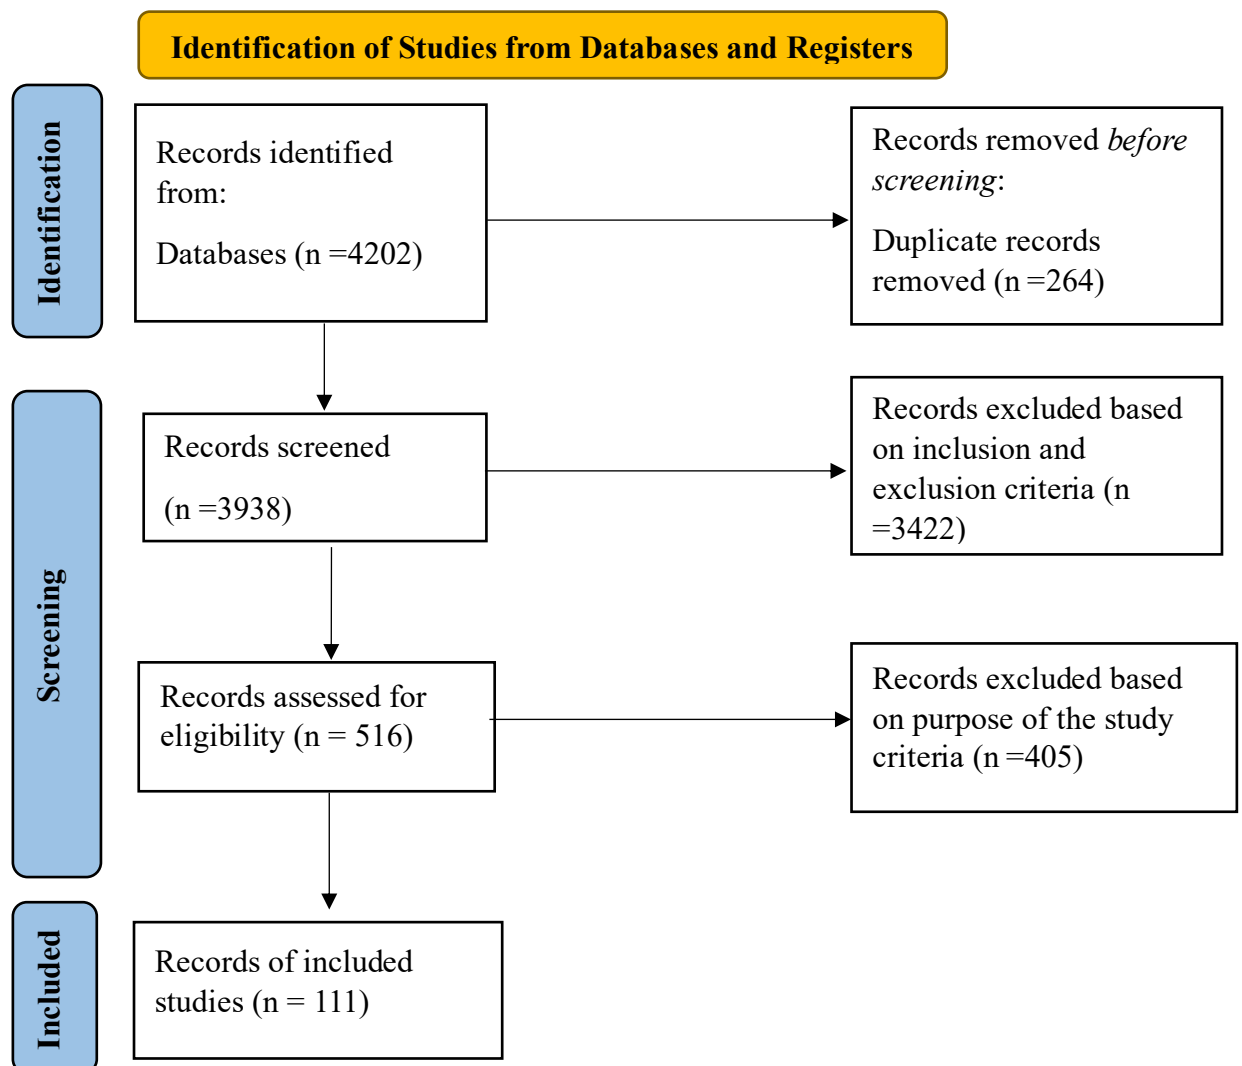 Identification of Studies from Databases and Registers
Identification
Records identified
from:
Databases (n =4202)
Records removed before
screening:
Duplicate records
removed (n =264)
Screening
Records screened
(n =3938)
Records excluded based
on inclusion and
exclusion criteria (n
=3422)
Records assessed for
eligibility (n = 516)
Records excluded based
on purpose of the study
criteria (n =405)
Included
Records of included
studies (n = 111)